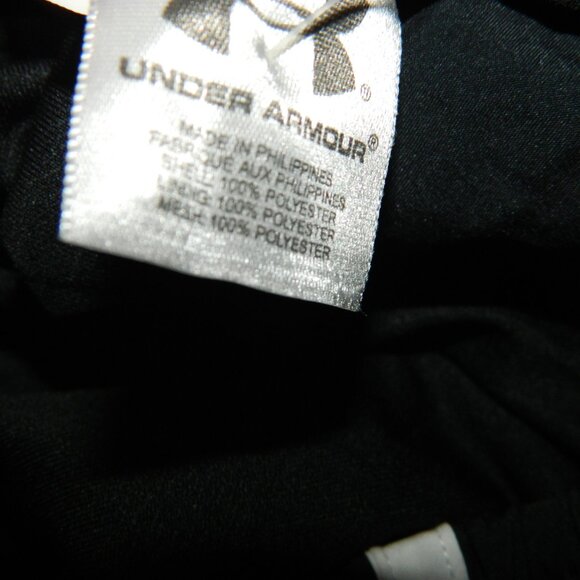 ®
UNDER ARMOUR®
MADE IN PHILIPPINES
FABRIQUE AUX PHILIPPINES
SHELL: 100% POLYESTER
LINING: 100% POLYESTER
MESH: 100% POLYESTER